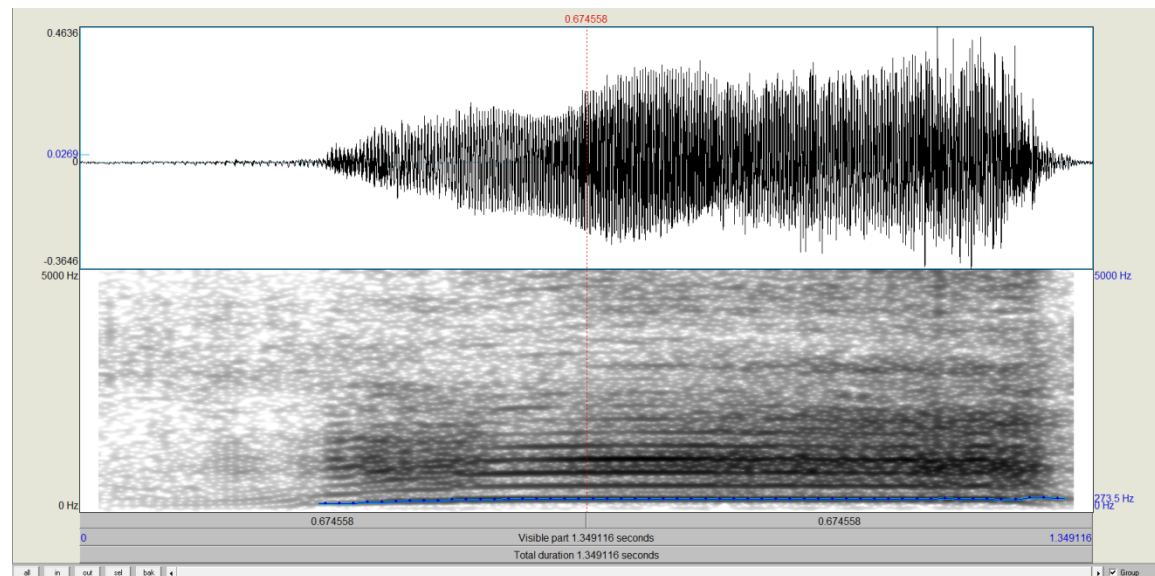 0.674558
0.4636
0.0269
0
-0.3646
5000 Hz 5000 Hz
273.5 Hz
0 Hz 0 Hz
0.674558 0.674558
0 Visible part 1.349116 seconds 1.349116
Total duration 1.349116 seconds
all in out sel bak Group